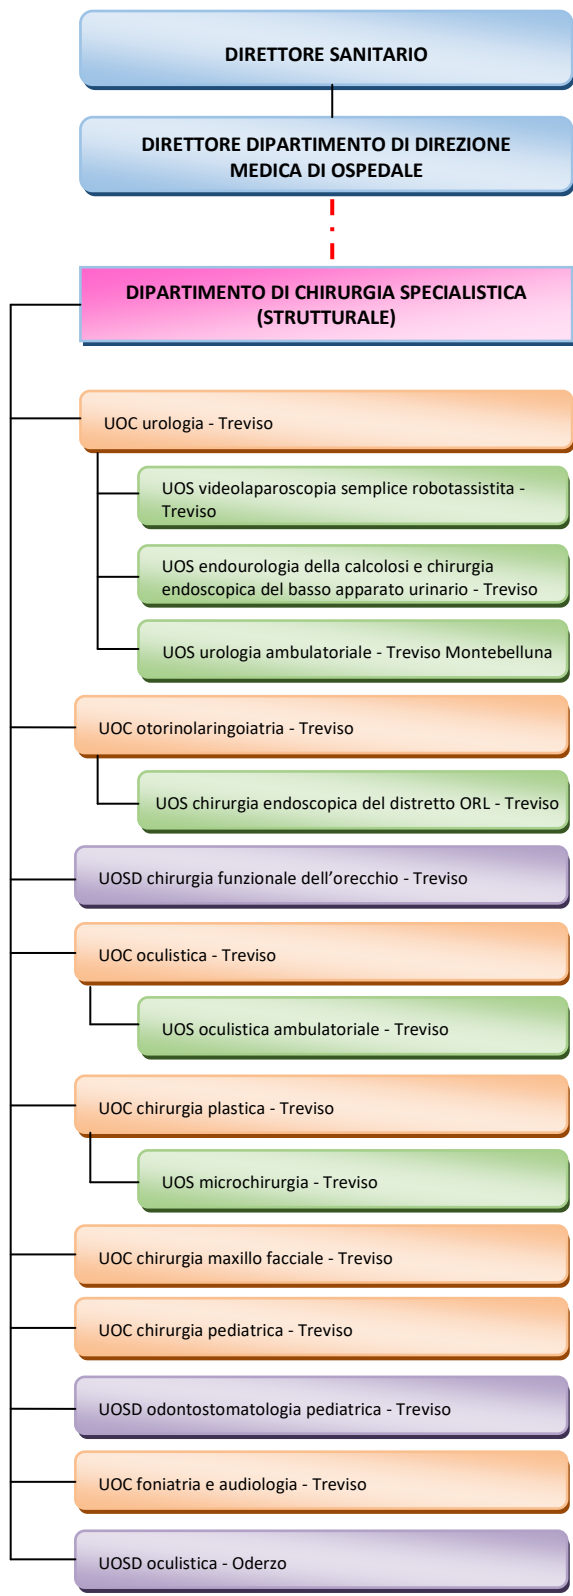 DIRETTORE SANITARIO
DIRETTORE DIPARTIMENTO DI DIREZIONE
MEDICA DI OSPEDALE
DIPARTIMENTO DI CHIRURGIA SPECIALISTICA
(STRUTTURALE)
UOC urologia - Treviso
UOS videolaparoscopia semplice robotassistita -
Treviso
UOS endourologia della calcolosi e chirurgia
endoscopica del basso apparato urinario - Treviso
UOS urologia ambulatoriale - Treviso Montebelluna
UOC otorinolaringoiatria - Treviso
UOS chirurgia endoscopica del distretto ORL - Treviso
UOSD chirurgia funzionale dell’orecchio - Treviso
UOC oculistica - Treviso
UOS oculistica ambulatoriale - Treviso
UOC chirurgia plastica - Treviso
UOS microchirurgia - Treviso
UOC chirurgia maxillo facciale - Treviso
UOC chirurgia pediatrica - Treviso
UOSD odontostomatologia pediatrica - Treviso
UOC foniatria e audiologia - Treviso
UOSD oculistica - Oderzo